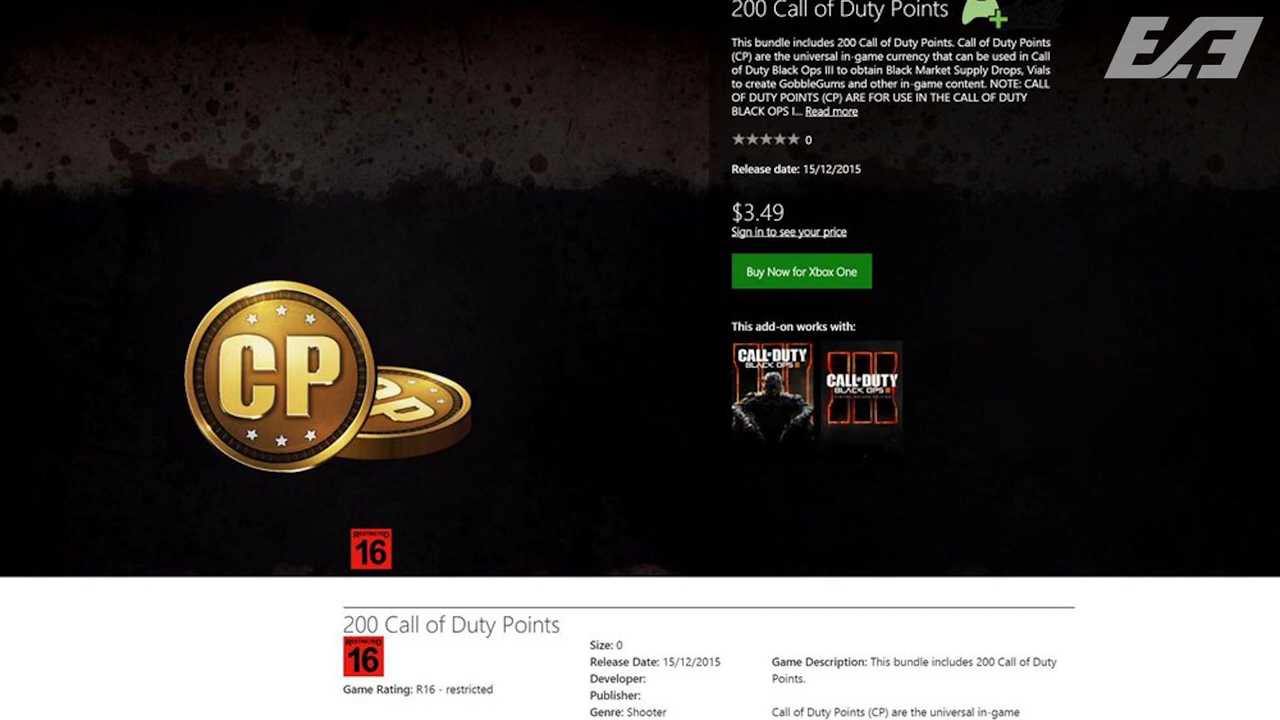 200 Call of Duty Points
This bundle includes 200 Call of Duty Points. Call of Duty Points
(CP) are the universal in-game currency that can be used in Call
of Duty Black Ops III to obtain Black Market Supply Drops, Vials
to create GobbleGums and other in-game content. NOTE: CALL
OF DUTY POINTS (CP) ARE FOR USE IN THE CALL OF DUTY
BLACK OPS I... Read more
0
Release date: 15/12/2015
$3.49
Sign in to see your price
Buy Now for Xbox One
This add-on works with:
CALL OF DUTY
BLACK OPS III
CALL OF DUTY
BLACK OPS III
CP
CP
RESTRICTED
16
200 Call of Duty Points
RESTRICTED
16
Game Rating: R16 - restricted
Size: 0
Release Date: 15/12/2015
Developer:
Publisher:
Genre: Shooter
Game Description: This bundle includes 200 Call of Duty
Points.
Call of Duty Points (CP) are the universal in-game